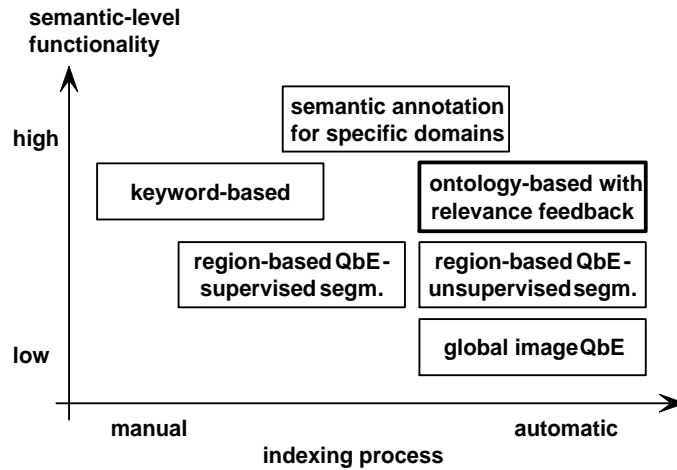 semantic-level
functionality
semantic annotation
for specific domains
high
keyword-based
ontology-based with
relevance feedback
region-based QbE-
supervised segm.
region-based QbE-
unsupervised segm.
global image QbE
low
manual
automatic
indexing process